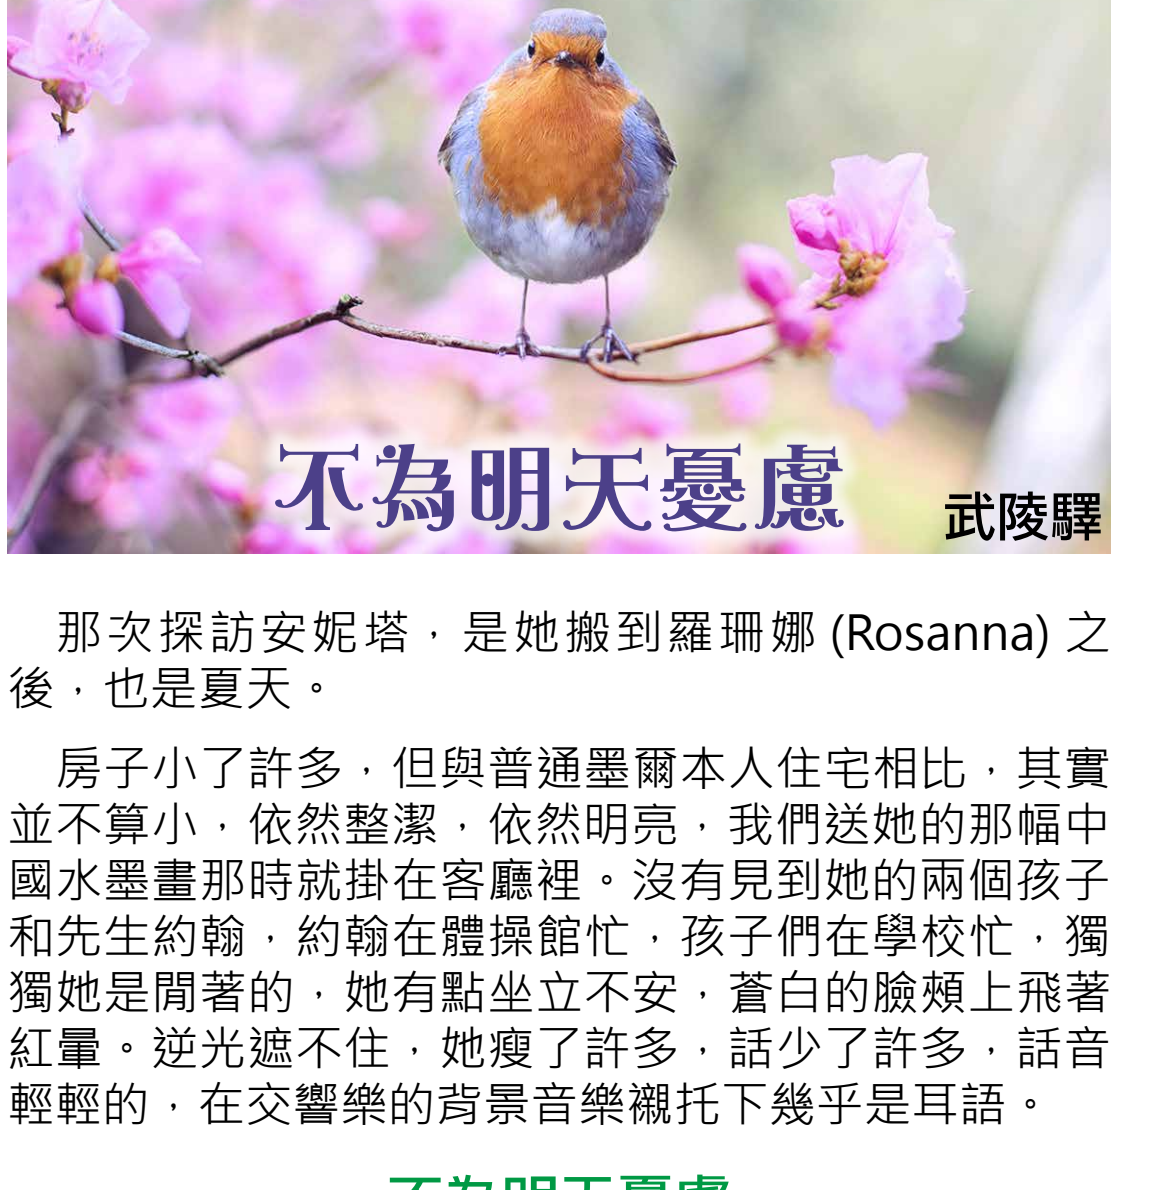 不為明天憂慮
武陵驛
那次探訪安妮塔，是她搬到羅珊娜 (Rosanna) 之
後，也是夏天。
房子小了許多，但與普通墨爾本人住宅相比，其實
並不算小，依然整潔，依然明亮，我們送她的那幅中
國水墨畫那時就掛在客廳裡。沒有見到她的兩個孩子
和先生約翰，約翰在體操館忙，孩子們在學校忙，獨
獨她是閒著的，她有點坐立不安，蒼白的臉頰上飛著
紅暈。逆光遮不住，她瘦了許多，話少了許多，話音
輕輕的，在交響樂的背景音樂襯托下幾乎是耳語。
不為明天憂慮